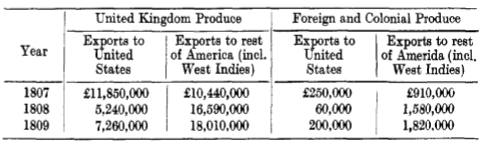 United Kingdom Produce Foreign and Colonial Produce
Year Exports to United States Exports to rest of America (incl. West Indies) Exports to United States Exports to rest of Amerida (incl. West Indies)
1807 £11,850,000 £10,440,000 £250,000 £910,000
1808 5,240,000 16,590,000 60,000 1,580,000
1809 7,260,000 18,010,000 200,000 1,820,000